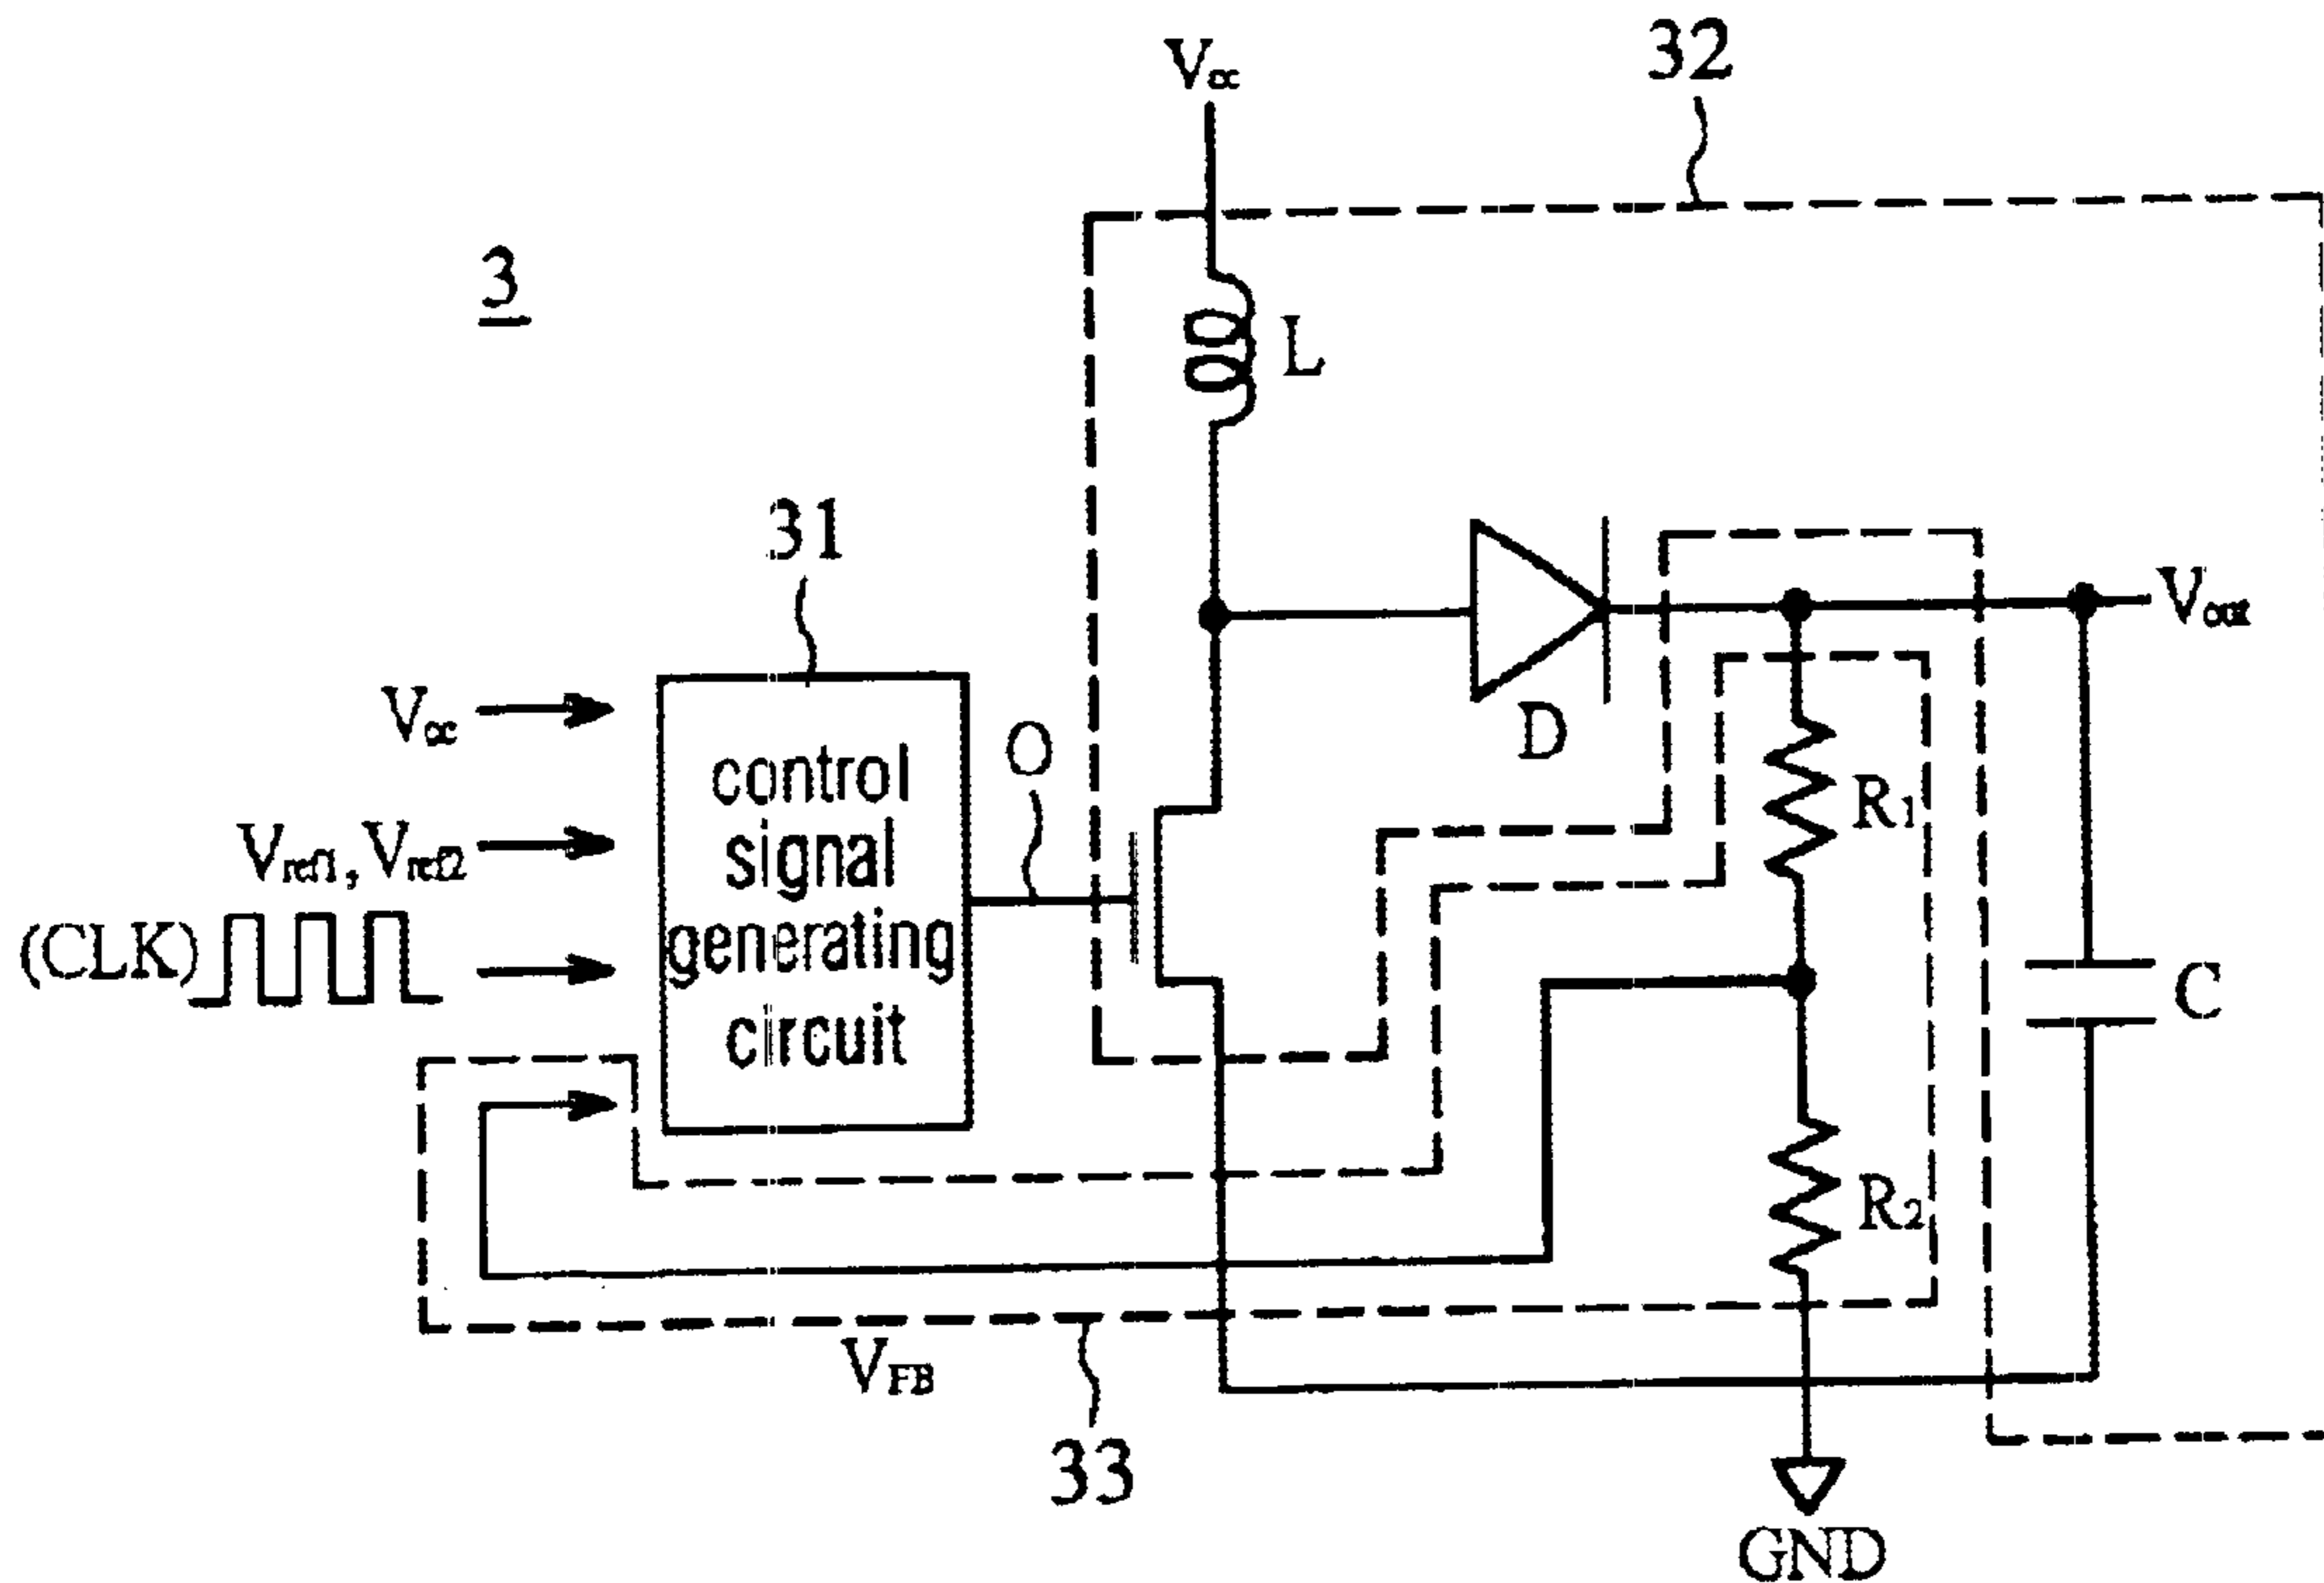 32
Vcc
3
L
31
Vout
Vcc
D
O
control
signal
generating
circuit
R1
Vref1, Vref2
(CLK)
C
R2
VFB
33
GND